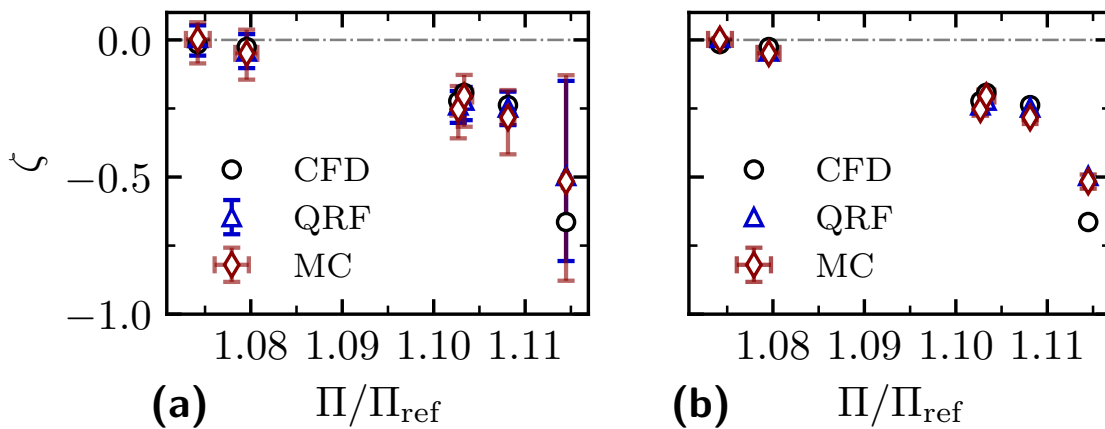 0.0
−0.5
−1.0
ζ
CFD
QRF
MC
1.08 1.09 1.10 1.11
(a) Π/Π_ref
CFD
QRF
MC
1.08 1.09 1.10 1.11
(b) Π/Π_ref